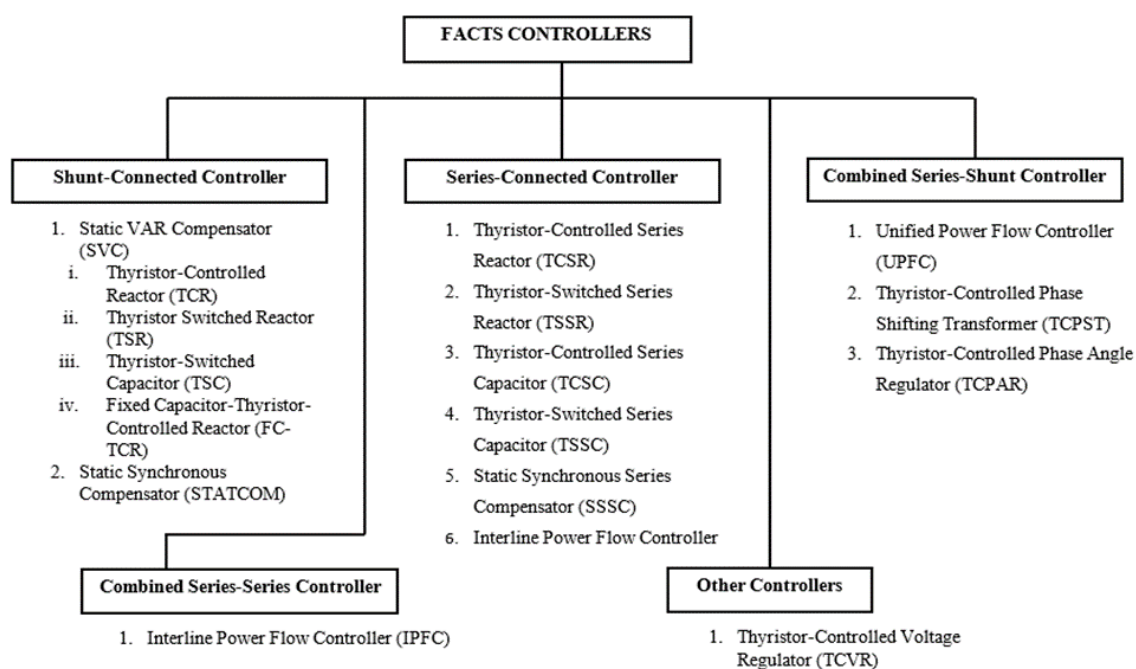 FACTS CONTROLLERS
Shunt-Connected Controller
1. Static VAR Compensator
(SVC)
i. Thyristor-Controlled
Reactor (TCR)
ii. Thyristor Switched Reactor
(TSR)
iii. Thyristor-Switched
Capacitor (TSC)
iv. Fixed Capacitor-Thyristor-
Controlled Reactor (FC-
TCR)
2. Static Synchronous
Compensator (STATCOM)
Series-Connected Controller
1. Thyristor-Controlled Series
Reactor (TCSR)
2. Thyristor-Switched Series
Reactor (TSSR)
3. Thyristor-Controlled Series
Capacitor (TCSC)
4. Thyristor-Switched Series
Capacitor (TSSC)
5. Static Synchronous Series
Compensator (SSSC)
6. Interline Power Flow Controller
Combined Series-Shunt Controller
1. Unified Power Flow Controller
(UPFC)
2. Thyristor-Controlled Phase
Shifting Transformer (TCPST)
3. Thyristor-Controlled Phase Angle
Regulator (TCPAR)
Combined Series-Series Controller
1. Interline Power Flow Controller (IPFC)
Other Controllers
1. Thyristor-Controlled Voltage
Regulator (TCVR)